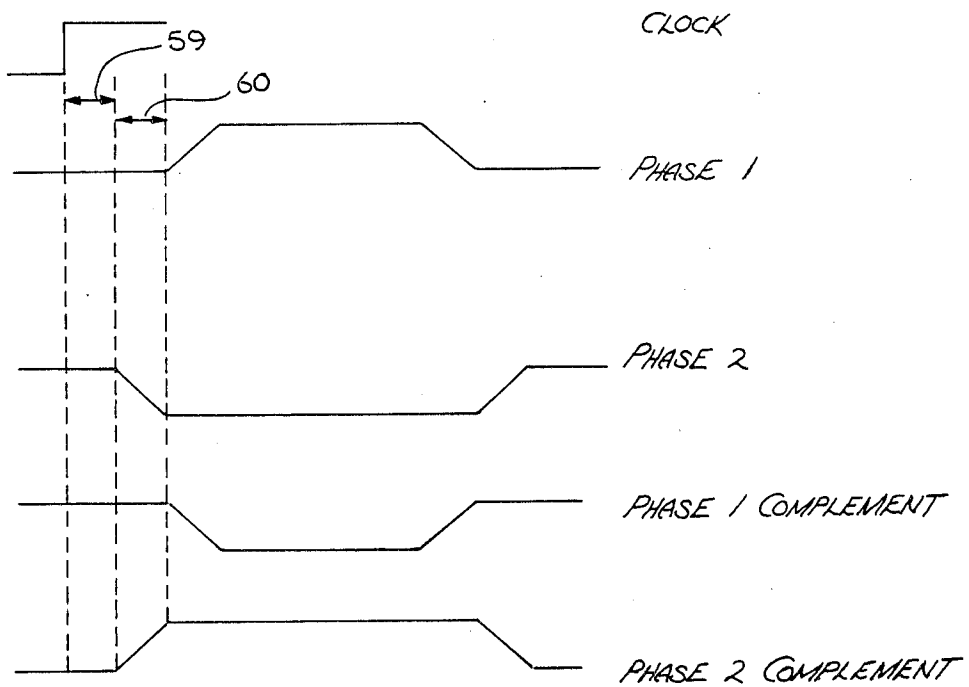 CLOCK
59
60
PHASE 1
PHASE 2
PHASE 1 COMPLEMENT
PHASE 2 COMPLEMENT